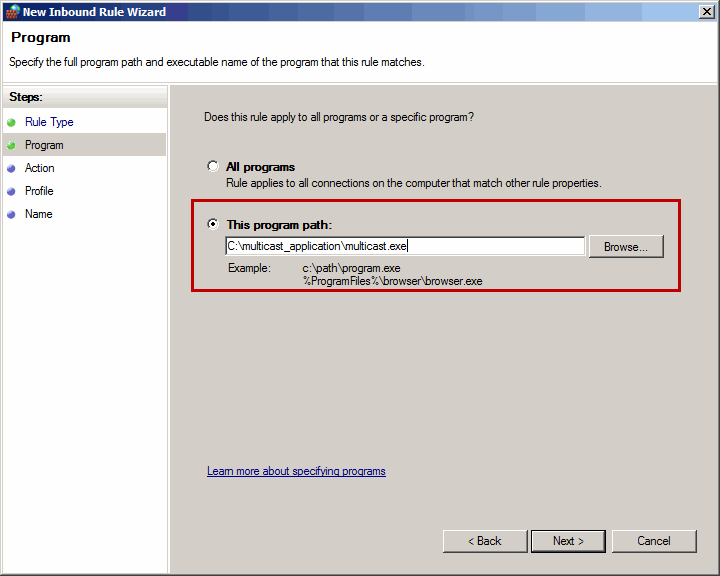 New Inbound Rule Wizard
Program
Specify the full program path and executable name of the program that this rule matches.
Steps:
Rule Type
Program
Action
Profile
Name
Does this rule apply to all programs or a specific program?
All programs
Rule applies to all connections on the computer that match other rule properties.
This program path:
C:\multicast_application\multicast.exe
Browse...
Example: c:\path\program.exe
%ProgramFiles%\browser\browser.exe
Learn more about specifying programs
< Back Next > Cancel